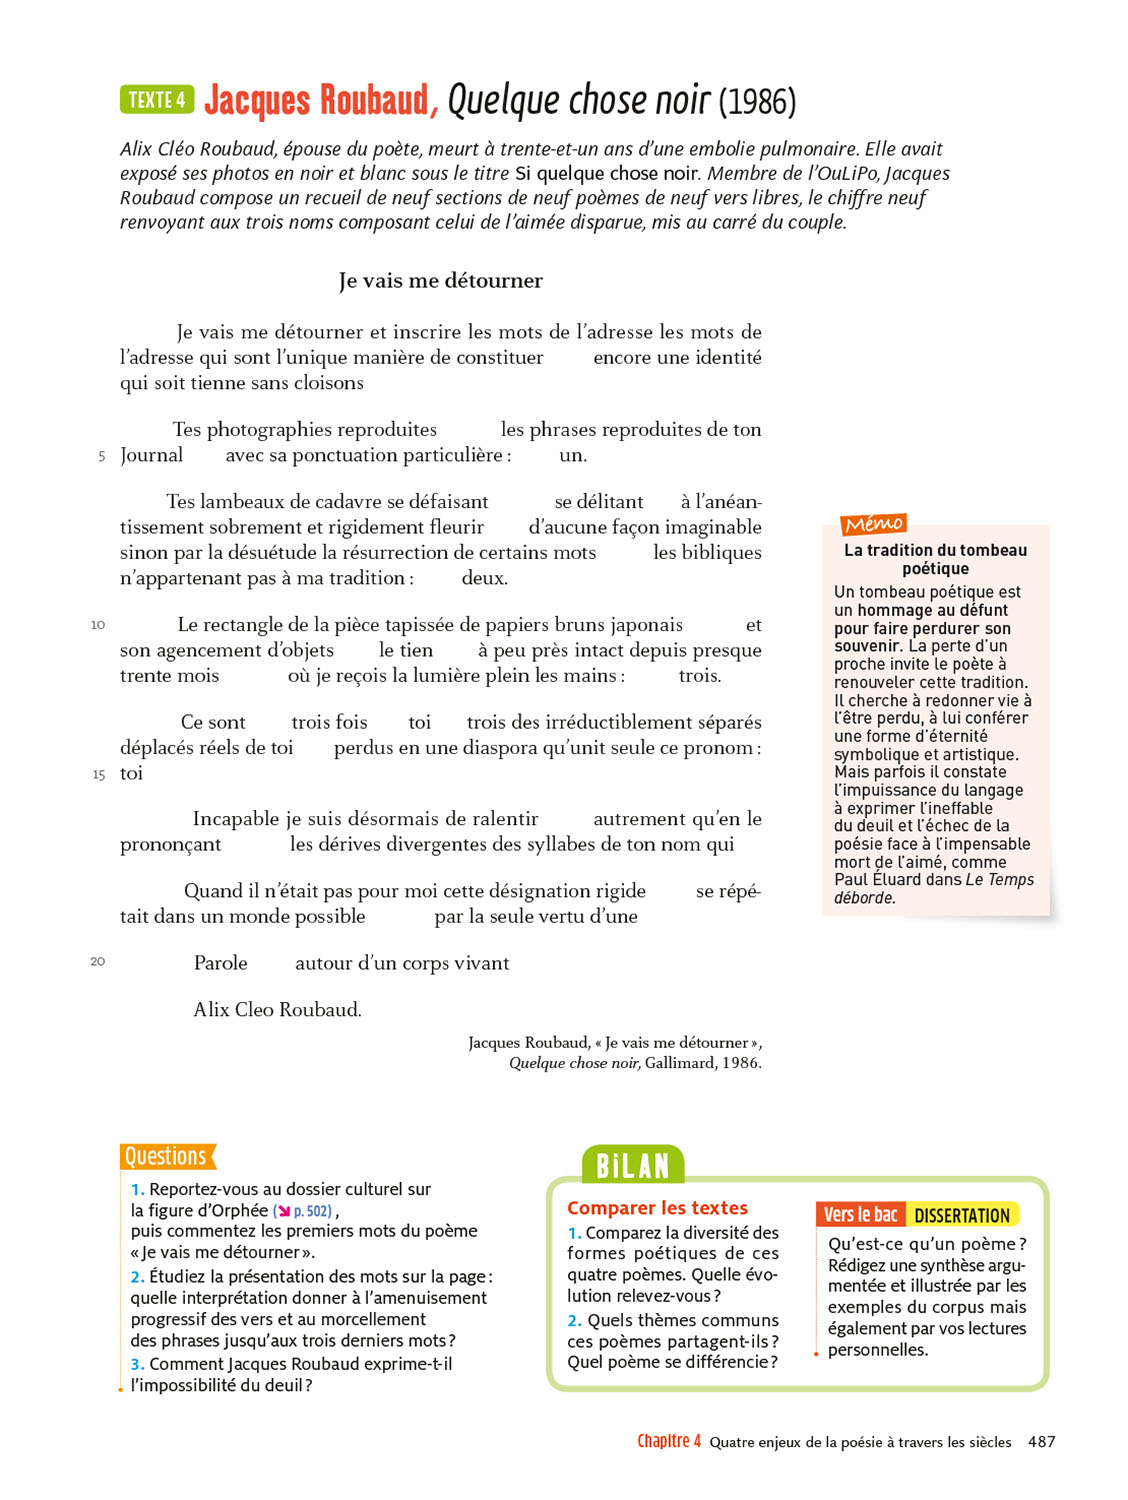 TEXTE 4 Jacques Roubaud, Quelque chose noir (1986)
Alix Cléo Roubaud, épouse du poète, meurt à trente-et-un ans d’une embolie pulmonaire. Elle avait
exposé ses photos en noir et blanc sous le titre Si quelque chose noir. Membre de l’OuLiPo, Jacques
Roubaud compose un recueil de neuf sections de neuf poèmes de neuf vers libres, le chiffre neuf
renvoyant aux trois noms composant celui de l’aimée disparue, mis au carré du couple.
Je vais me détourner
Je vais me détourner et inscrire les mots de l’adresse les mots de
l’adresse qui sont l’unique manière de constituer encore une identité
qui soit tienne sans cloisons
Tes photographies reproduites les phrases reproduites de ton
5 Journal avec sa ponctuation particulière : un.
Tes lambeaux de cadavre se défaisant se délitant à l’anéan-
tissement sobrement et rigidement fleurir d’aucune façon imaginable
sinon par la désuétude la résurrection de certains mots les bibliques
n’appartenant pas à ma tradition : deux.
10 Le rectangle de la pièce tapissée de papiers bruns japonais et
son agencement d’objets le tien à peu près intact depuis presque
trente mois où je reçois la lumière plein les mains : trois.
Ce sont trois fois toi trois des irréductiblement séparés
déplacés réels de toi perdus en une diaspora qu’unit seule ce pronom :
15 toi
Incapable je suis désormais de ralentir autrement qu’en le
prononçant les dérives divergentes des syllabes de ton nom qui
Quand il n’était pas pour moi cette désignation rigide se répé-
tait dans un monde possible par la seule vertu d’une
20 Parole autour d’un corps vivant
Alix Cleo Roubaud.
Jacques Roubaud, « Je vais me détourner »,
Quelque chose noir, Gallimard, 1986.
Mémo
La tradition du tombeau
poétique
Un tombeau poétique est
un hommage au défunt
pour faire perdurer son
souvenir. La perte d’un
proche invite le poète à
renouveler cette tradition.
Il cherche à redonner vie à
l’être perdu, à lui conférer
une forme d’éternité
symbolique et artistique.
Mais parfois il constate
l’impuissance du langage
à exprimer l’ineffable
du deuil et l’échec de la
poésie face à l’impensable
mort de l’aimé, comme
Paul Éluard dans Le Temps
déborde.
Questions
1. Reportez-vous au dossier culturel sur
la figure d’Orphée (↘ p. 502) ,
puis commentez les premiers mots du poème
« Je vais me détourner ».
2. Étudiez la présentation des mots sur la page :
quelle interprétation donner à l’amenuisement
progressif des vers et au morcellement
des phrases jusqu’aux trois derniers mots ?
3. Comment Jacques Roubaud exprime-t-il
l’impossibilité du deuil ?
BiLAN
Comparer les textes
1. Comparez la diversité des
formes poétiques de ces
quatre poèmes. Quelle évo-
lution relevez-vous ?
2. Quels thèmes communs
ces poèmes partagent-ils ?
Quel poème se différencie ?
Vers le bac DISSERTATION
Qu’est-ce qu’un poème ?
Rédigez une synthèse argu-
mentée et illustrée par les
exemples du corpus mais
également par vos lectures
personnelles.
Chapitre 4 Quatre enjeux de la poésie à travers les siècles 487